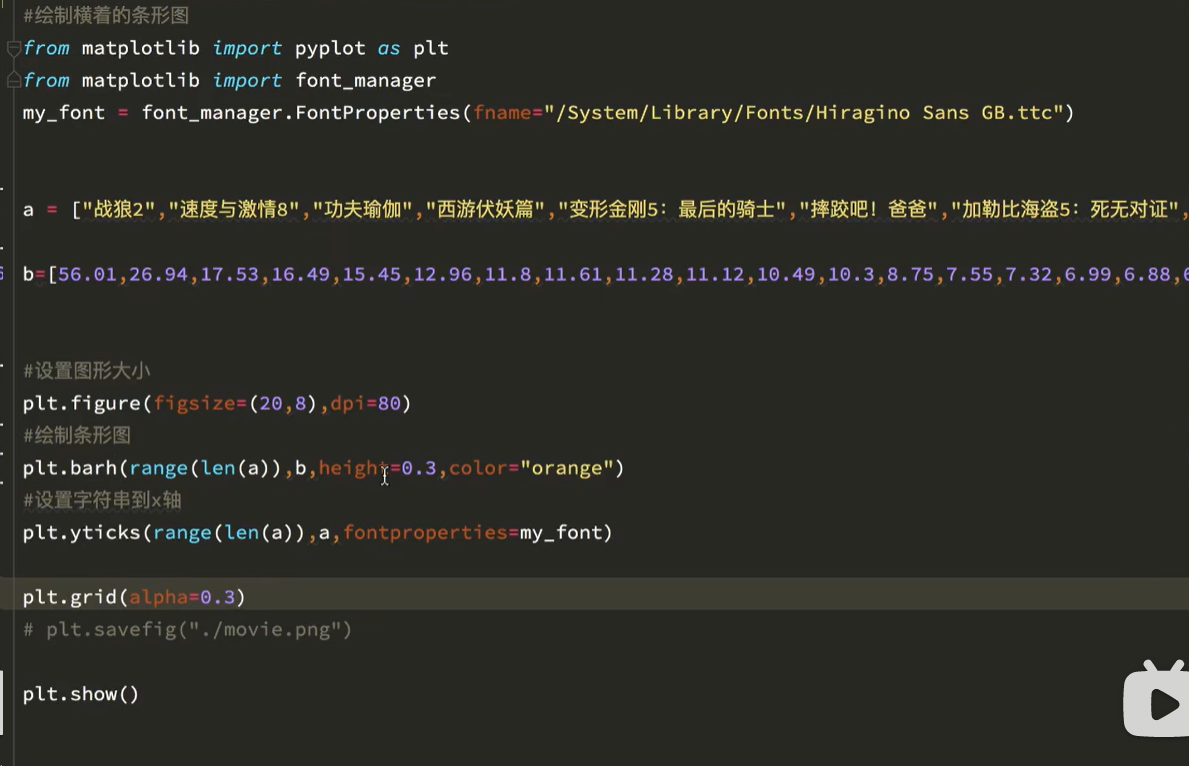 #绘制横着的条形图
from matplotlib import pyplot as plt
from matplotlib import font_manager
my_font = font_manager.FontProperties(fname="/System/Library/Fonts/Hiragino Sans GB.ttc")
a = ["战狼2","速度与激情8","功夫瑜伽","西游伏妖篇","变形金刚5：最后的骑士","摔跤吧！爸爸","加勒比海盗5：死无对证",
b=[56.01,26.94,17.53,16.49,15.45,12.96,11.8,11.61,11.28,11.12,10.49,10.3,8.75,7.55,7.32,6.99,6.88,
#设置图形大小
plt.figure(figsize=(20,8),dpi=80)
#绘制条形图
plt.barh(range(len(a)),b,height=0.3,color="orange")
#设置字符串到x轴
plt.yticks(range(len(a)),a,fontproperties=my_font)
plt.grid(alpha=0.3)
# plt.savefig("./movie.png")
plt.show()